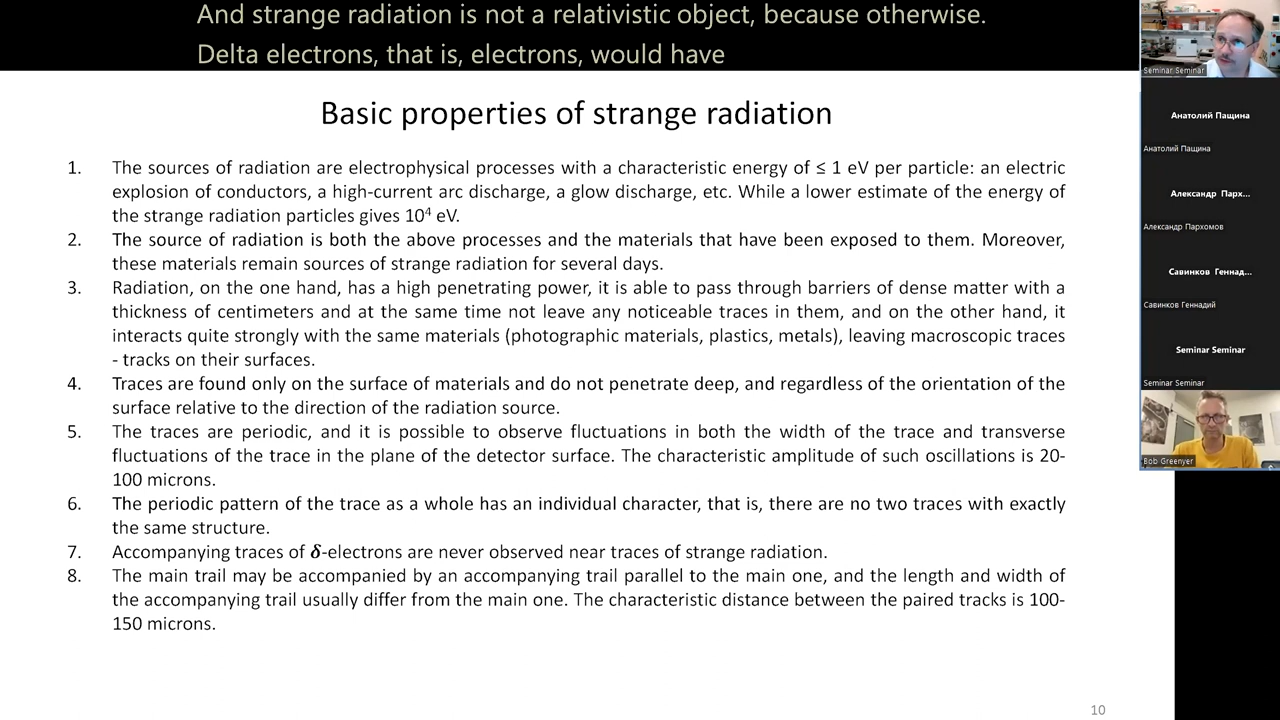 And strange radiation is not a relativistic object, because otherwise.
Delta electrons, that is, electrons, would have
Basic properties of strange radiation
1. The sources of radiation are electrophysical processes with a characteristic energy of ≤ 1 eV per particle: an electric
explosion of conductors, a high-current arc discharge, a glow discharge, etc. While a lower estimate of the energy of
the strange radiation particles gives 10⁴ eV.
2. The source of radiation is both the above processes and the materials that have been exposed to them. Moreover,
these materials remain sources of strange radiation for several days.
3. Radiation, on the one hand, has a high penetrating power, it is able to pass through barriers of dense matter with a
thickness of centimeters and at the same time not leave any noticeable traces in them, and on the other hand, it
interacts quite strongly with the same materials (photographic materials, plastics, metals), leaving macroscopic traces
- tracks on their surfaces.
4. Traces are found only on the surface of materials and do not penetrate deep, and regardless of the orientation of the
surface relative to the direction of the radiation source.
5. The traces are periodic, and it is possible to observe fluctuations in both the width of the trace and transverse
fluctuations of the trace in the plane of the detector surface. The characteristic amplitude of such oscillations is 20-
100 microns.
6. The periodic pattern of the trace as a whole has an individual character, that is, there are no two traces with exactly
the same structure.
7. Accompanying traces of δ-electrons are never observed near traces of strange radiation.
8. The main trail may be accompanied by an accompanying trail parallel to the main one, and the length and width of
the accompanying trail usually differ from the main one. The characteristic distance between the paired tracks is 100-
150 microns.
10
Seminar Seminar
Анатолий Пащина
Анатолий Пащина
Александр Парх...
Александр Пархомов
Савинков Геннад...
Савинков Геннадий
Seminar Seminar
Seminar Seminar
Bob Greenyer